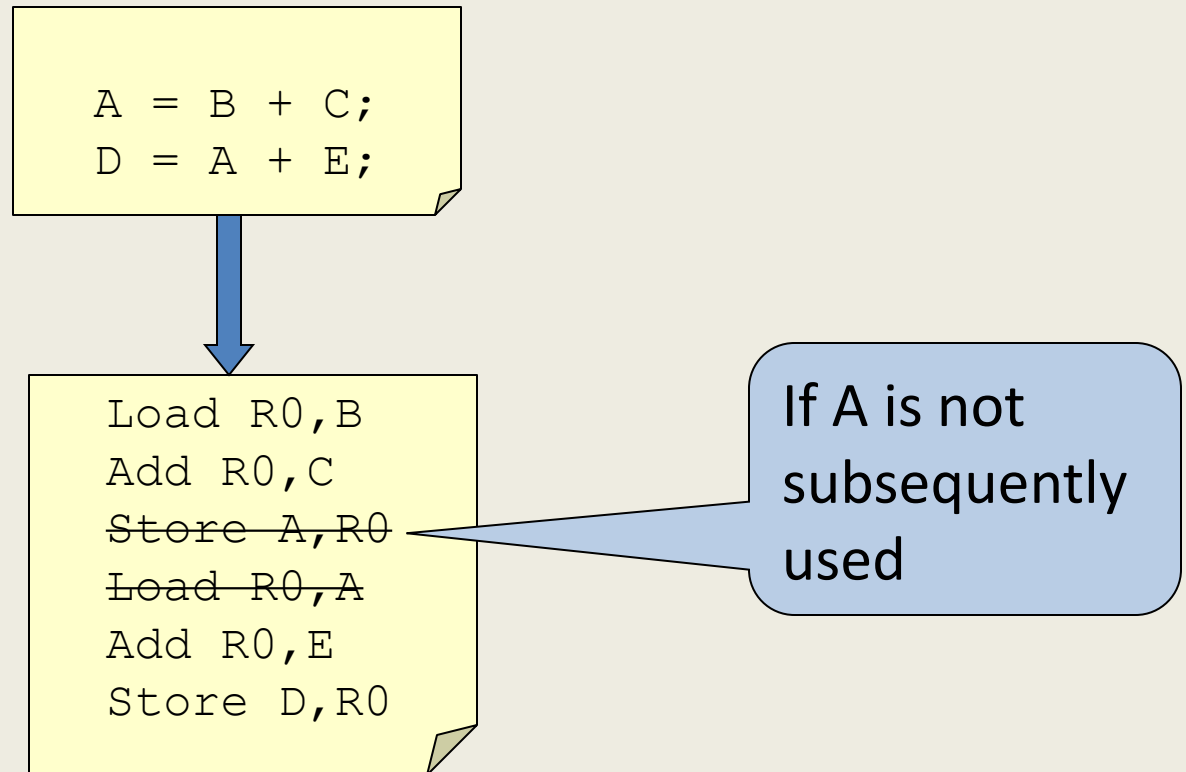 A = B + C;
D = A + E;
Load R0,B
Add R0,C
Store A,R0
Load R0,A
Add R0,E
Store D,R0
If A is not
subsequently
used